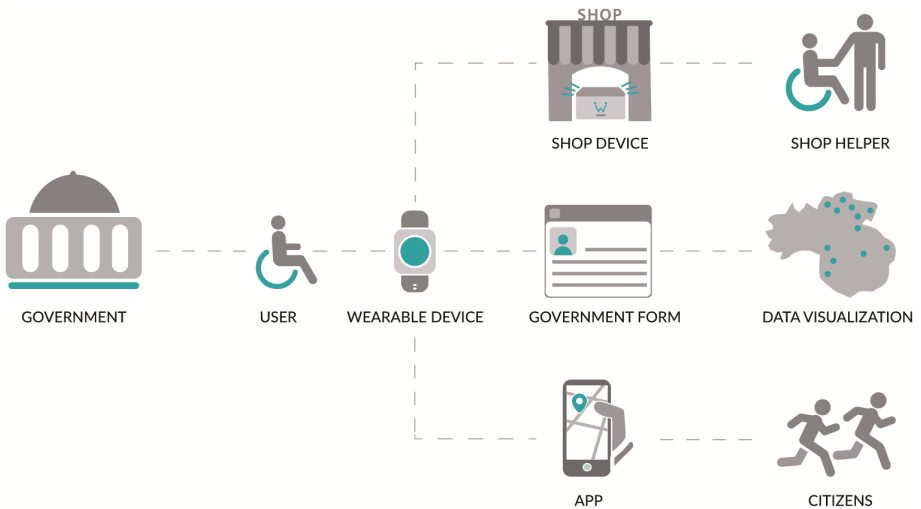 SHOP
SHOP DEVICE
SHOP HELPER
GOVERNMENT
USER
WEARABLE DEVICE
GOVERNMENT FORM
DATA VISUALIZATION
APP
CITIZENS